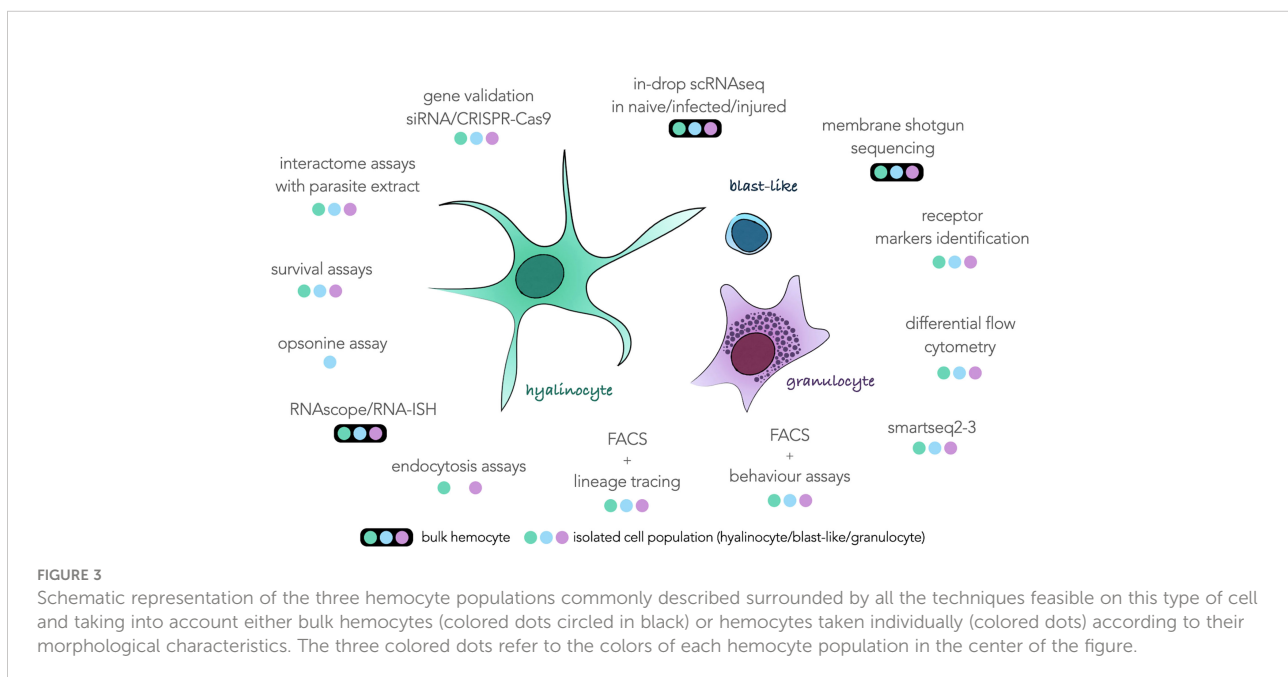 gene validation
siRNA/CRISPR-Cas9
in-drop scRNAseq
in naive/infected/injured
membrane shotgun
sequencing
interactome assays
with parasite extract
blast-like
receptor
markers identification
survival assays
differential flow
cytometry
opsonine assay
hyalinocyte
granulocyte
RNAscope/RNA-ISH
smartseq2-3
endocytosis assays
FACS
+
lineage tracing
FACS
+
behaviour assays
bulk hemocyte
isolated cell population (hyalinocyte/blast-like/granulocyte)
FIGURE 3
Schematic representation of the three hemocyte populations commonly described surrounded by all the techniques feasible on this type of cell
and taking into account either bulk hemocytes (colored dots circled in black) or hemocytes taken individually (colored dots) according to their
morphological characteristics. The three colored dots refer to the colors of each hemocyte population in the center of the figure.